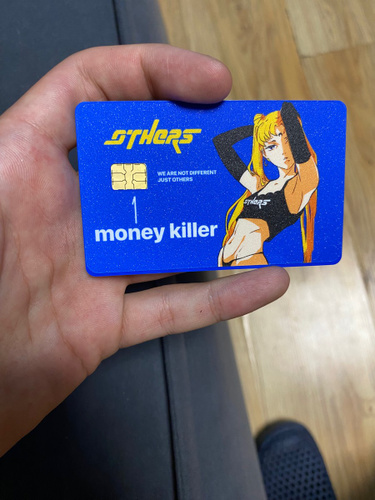 OTHERS
WE ARE NOT DIFFERENT
JUST OTHERS
1
money killer
OTHERS